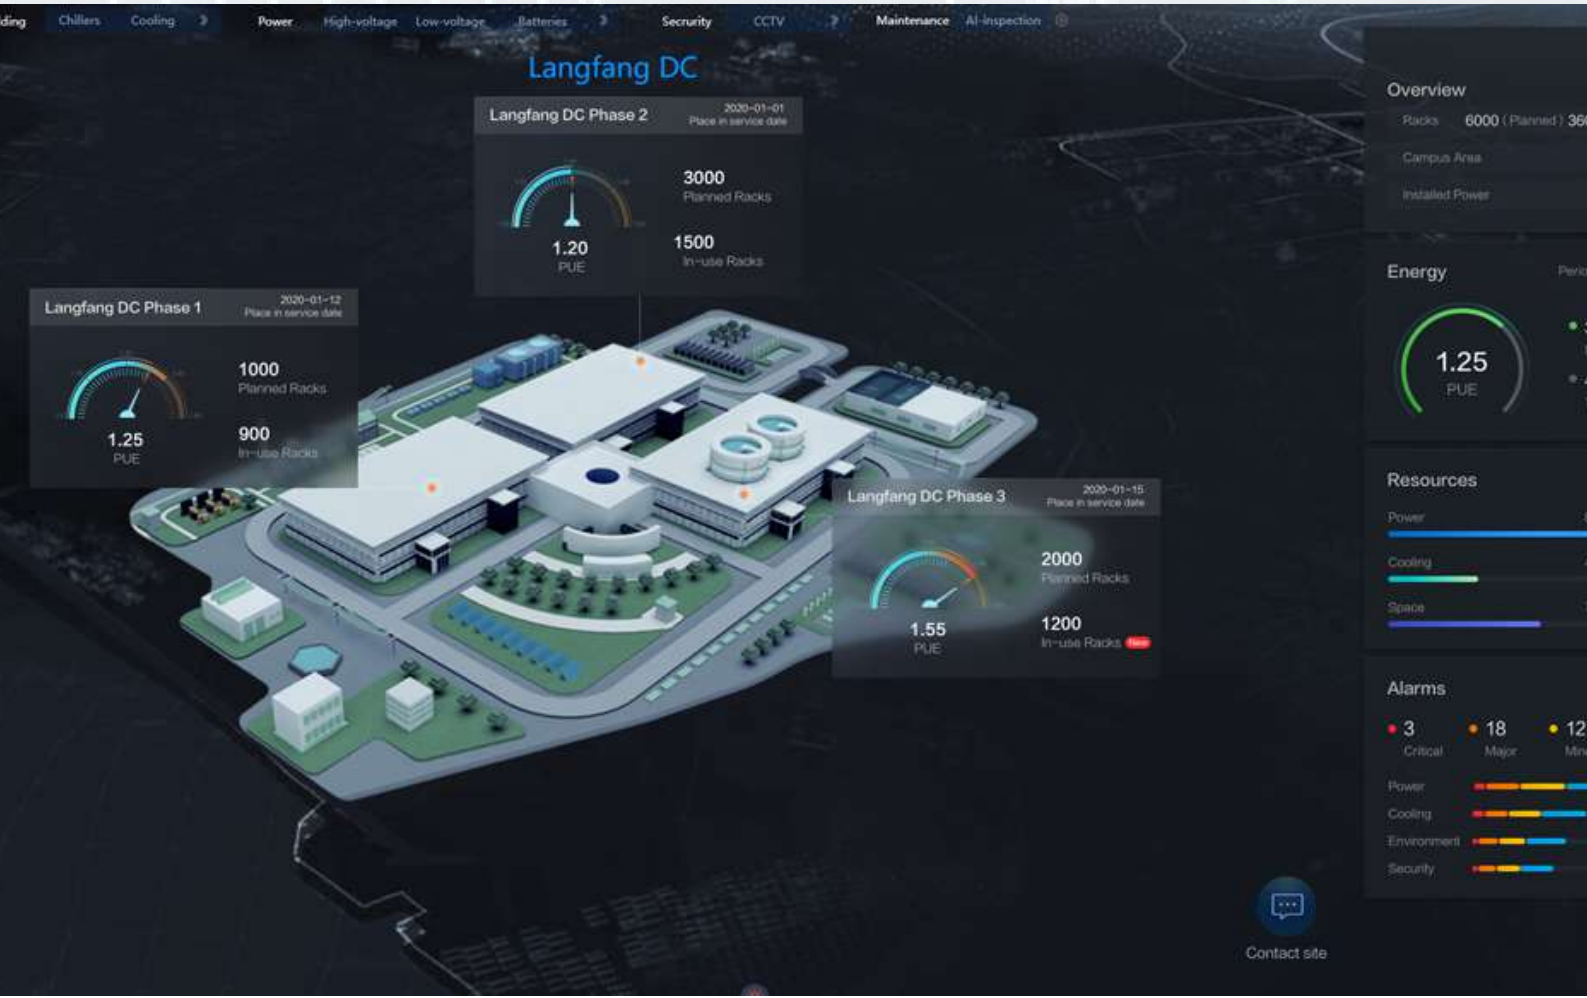 Chillers Cooling Power High-voltage Low-voltage Batteries Secrurity CCTV Maintenance AI-inspection
Langfang DC
Langfang DC Phase 2
2020-01-01
Place in service date
3000
Planned Racks
1.20
PUE
1500
In-use Racks
Langfang DC Phase 1
2020-01-12
Place in service date
1000
Planned Racks
1.25
PUE
900
In-use Racks
Langfang DC Phase 3
2020-01-15
Place in service date
2000
Planned Racks
1.55
PUE
1200
In-use Racks New
Overview
Racks 6000 (Planned)
Campus Area
Installed Power
Energy
1.25
PUE
Resources
Power
Cooling
Space
Alarms
3 18 12
Critical Major
Power
Cooling
Environment
Security
Contact site